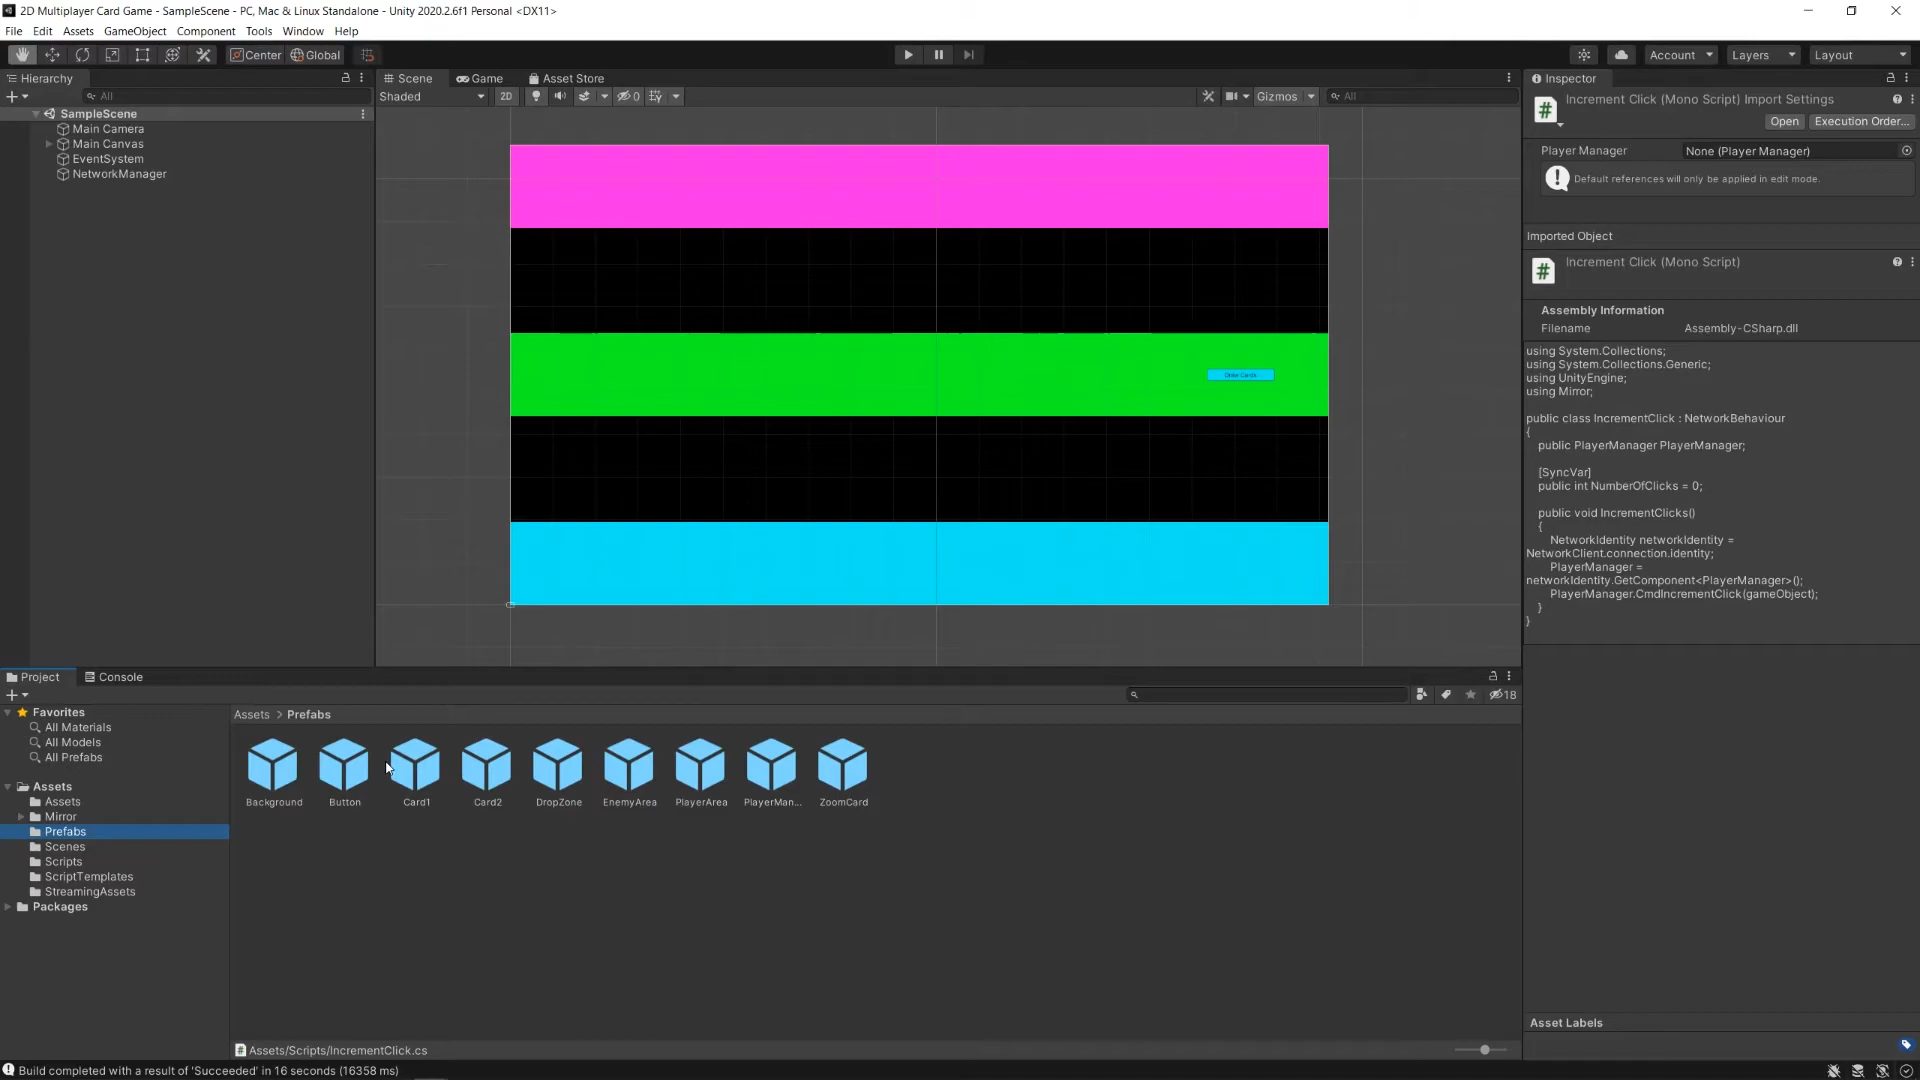 2D Multiplayer Card Game - SampleScene - PC, Mac & Linux Standalone - Unity 2020.2.6f1 Personal <DX11>
File Edit Assets GameObject Component Tools Window Help
Center Global Account Layers Layout
Hierarchy
All
SampleScene
Main Camera
Main Canvas
EventSystem
NetworkManager
Scene Game Asset Store
Shaded 2D 0 Gizmos All
Inspector
Increment Click (Mono Script) Import Settings
Open Execution Order...
Player Manager None (Player Manager)
Default references will only be applied in edit mode.
Imported Object
Increment Click (Mono Script)
Assembly Information
Filename Assembly-CSharp.dll
using System.Collections;
using System.Collections.Generic;
using UnityEngine;
using Mirror;
public class IncrementClick : NetworkBehaviour
{
public PlayerManager PlayerManager;
[SyncVar]
public int NumberOfClicks = 0;
public void IncrementClicks()
{
NetworkIdentity networkIdentity =
NetworkClient.connection.identity;
PlayerManager =
networkIdentity.GetComponent<PlayerManager>();
PlayerManager.CmdIncrementClick(gameObject);
}
}
Asset Labels
Project Console
18
Favorites
All Materials
All Models
All Prefabs
Assets
Assets
Mirror
Prefabs
Scenes
Scripts
ScriptTemplates
StreamingAssets
Packages
Assets > Prefabs
Background Button Card1 Card2 DropZone EnemyArea PlayerArea PlayerMan... ZoomCard
Assets/Scripts/IncrementClick.cs
Build completed with a result of 'Succeeded' in 16 seconds (16358 ms)